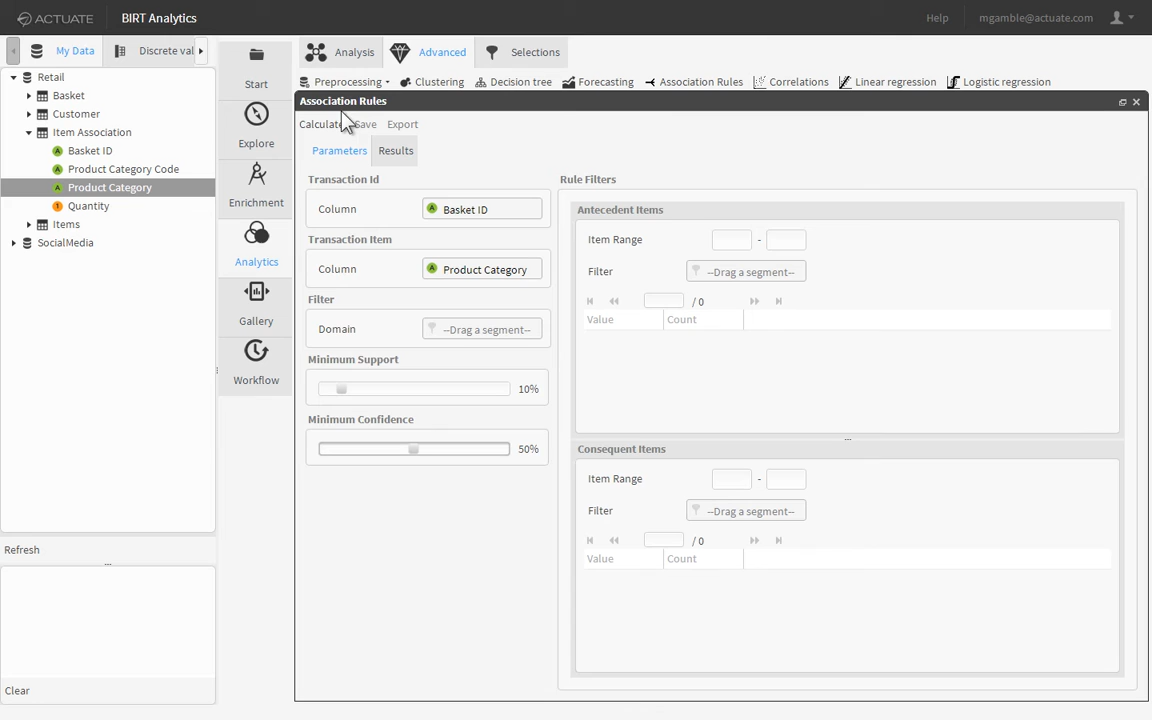 ACTUATE BIRT Analytics Help mgamble@actuate.com
My Data Discrete val
Analysis Advanced Selections
Preprocessing Clustering Decision tree Forecasting Association Rules Correlations Linear regression Logistic regression
Retail
Basket
Customer
Item Association
Basket ID
Product Category Code
Product Category
Quantity
Items
SocialMedia
Refresh
Clear
Start
Explore
Enrichment
Analytics
Gallery
Workflow
Association Rules
Calculate Save Export
Parameters Results
Transaction Id
Column Basket ID
Transaction Item
Column Product Category
Filter
Domain --Drag a segment--
Minimum Support
10%
Minimum Confidence
50%
Rule Filters
Antecedent Items
Item Range -
Filter --Drag a segment--
/ 0
Value Count
Consequent Items
Item Range -
Filter --Drag a segment--
/ 0
Value Count